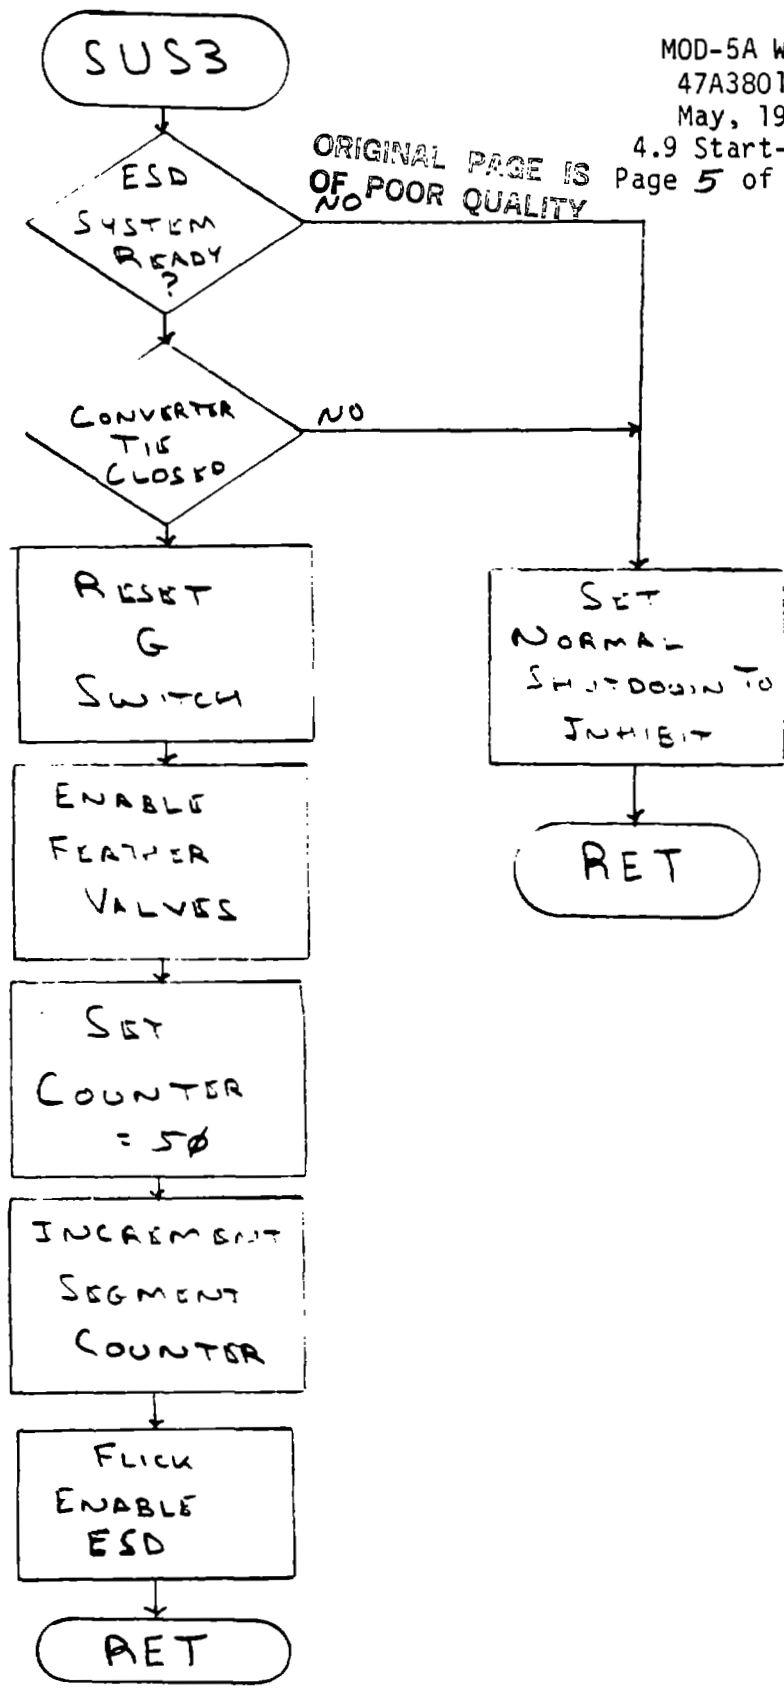 SUS3
MOD-5A W
47A3801
May, 19
4.9 Start-
Page 5 of
ORIGINAL PAGE IS
OF POOR QUALITY
ESD
SYSTEM
READY
?
NO
CONVERTER
TIE
CLOSED
NO
RESET
G
SWITCH
SET
NORMAL
SHUTDOWN TO
INHIBIT
ENABLE
FEATHER
VALVES
RET
SET
COUNTER
= 5Ø
INCREMENT
SEGMENT
COUNTER
FLICK
ENABLE
ESD
RET